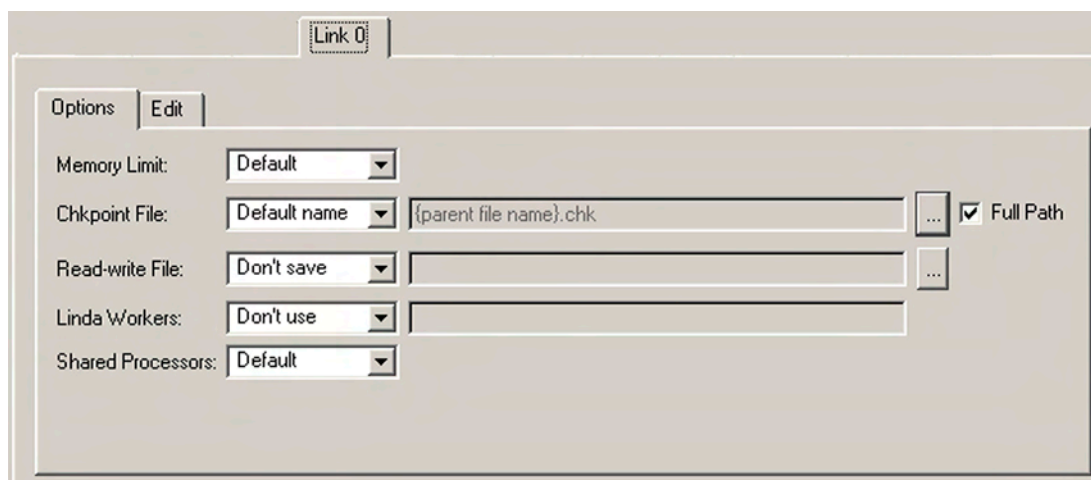 Link 0
Options Edit
Memory Limit: Default
Chkpoint File: Default name {parent file name}.chk ... Full Path
Read-write File: Don't save ...
Linda Workers: Don't use
Shared Processors: Default